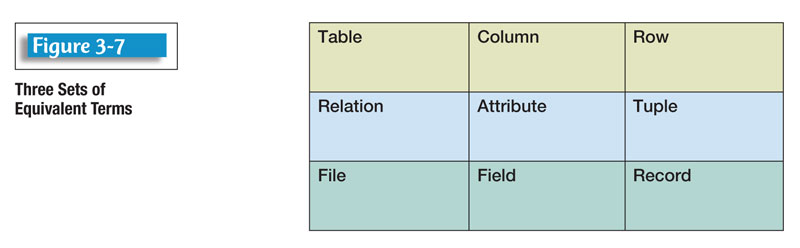 Figure 3-7
Three Sets of
Equivalent Terms
Table Column Row
Relation Attribute Tuple
File Field Record